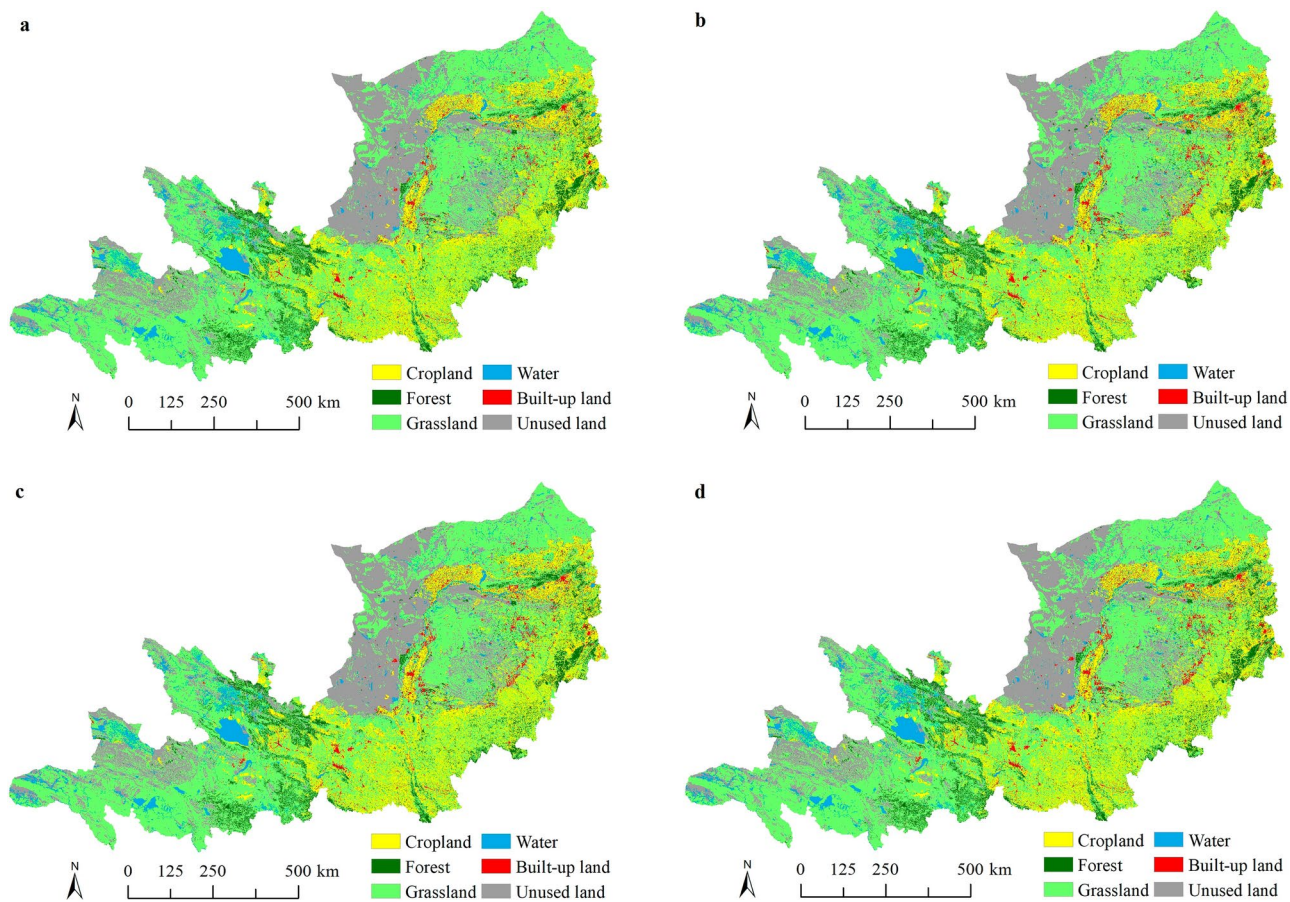 a
N
0 125 250 500 km
Cropland Water
Forest Built-up land
Grassland Unused land
b
N
0 125 250 500 km
Cropland Water
Forest Built-up land
Grassland Unused land
c
N
0 125 250 500 km
Cropland Water
Forest Built-up land
Grassland Unused land
d
N
0 125 250 500 km
Cropland Water
Forest Built-up land
Grassland Unused land